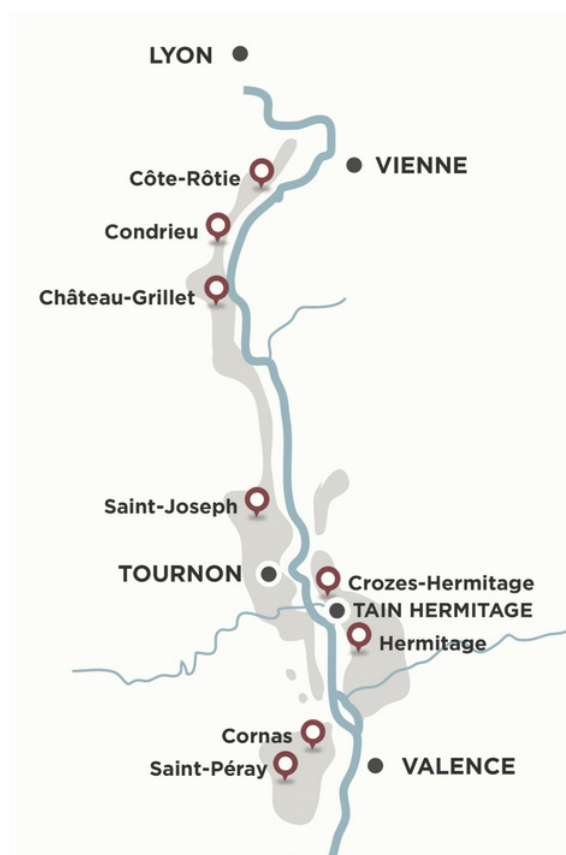 LYON
VIENNE
Côte-Rôtie
Condrieu
Château-Grillet
Saint-Joseph
TOURNON
Crozes-Hermitage
TAIN HERMITAGE
Hermitage
Cornas
Saint-Péray
VALENCE